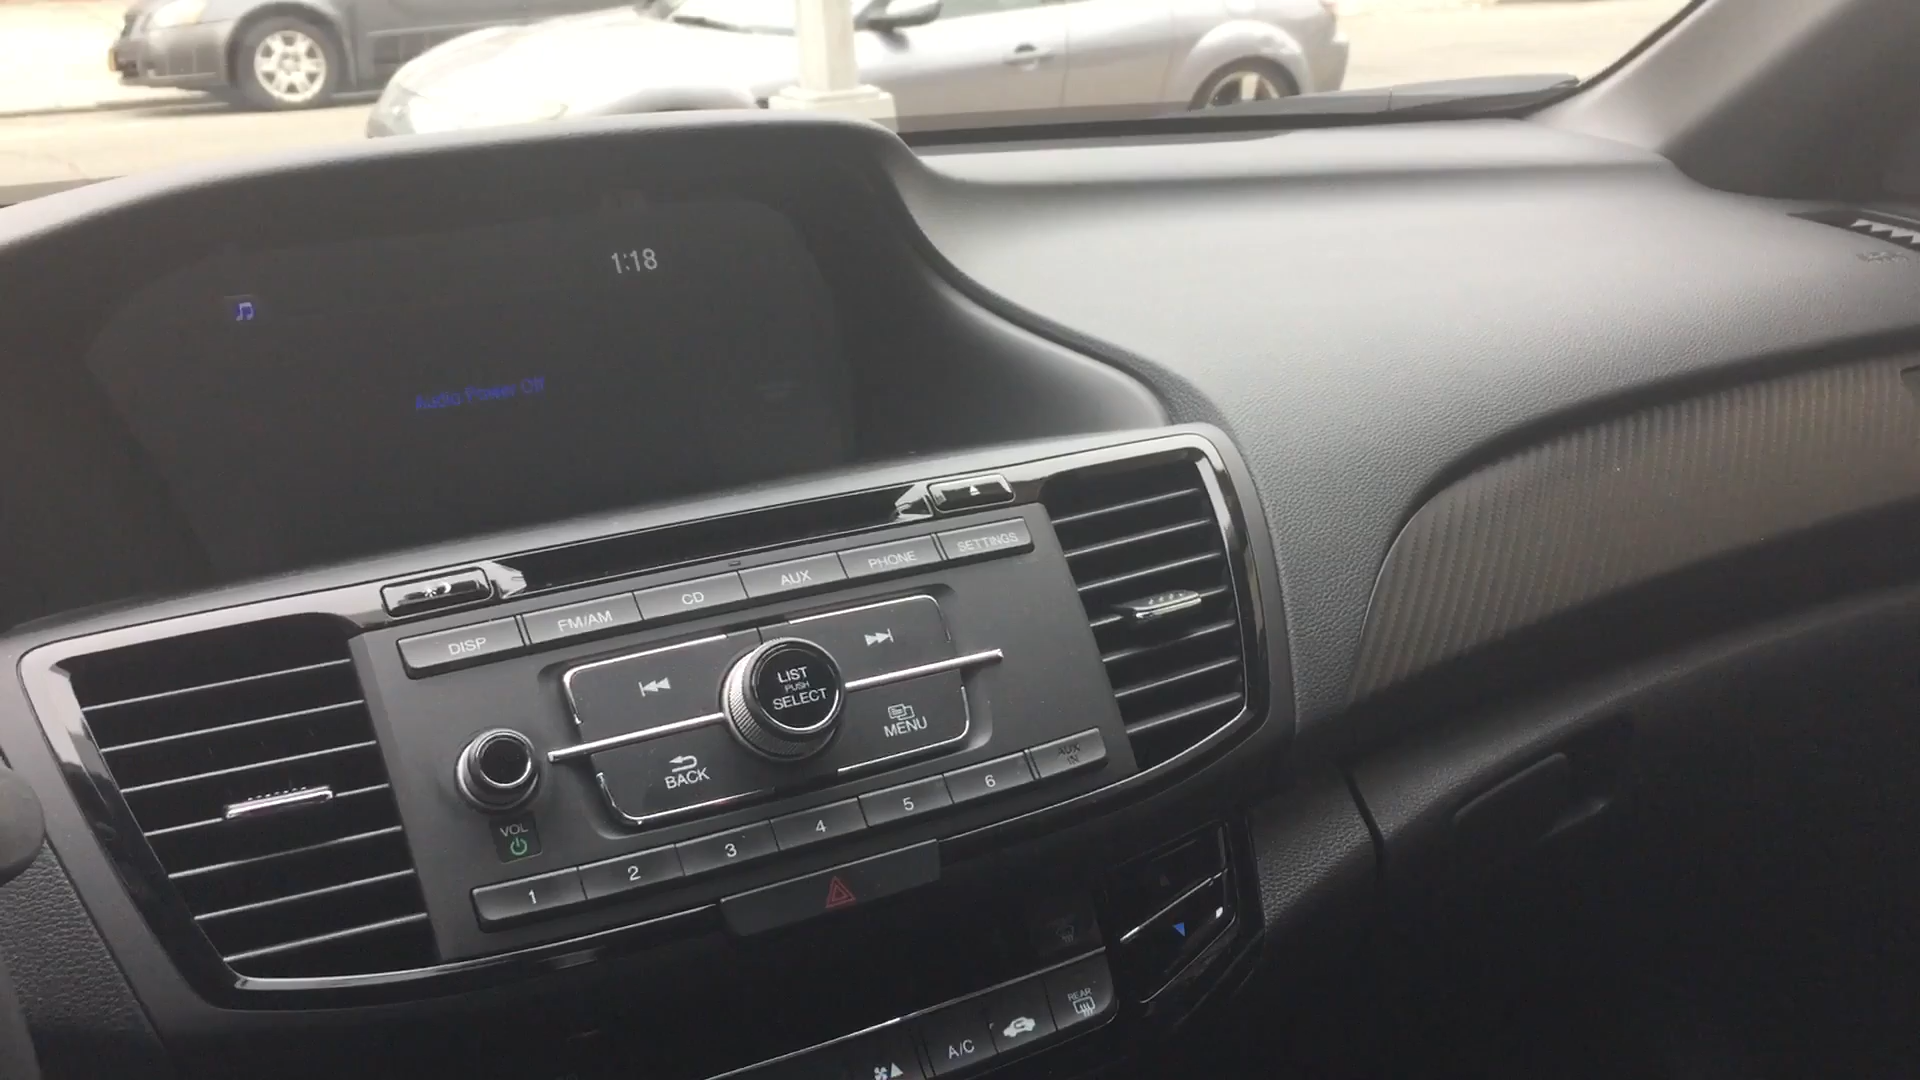 1:18
Audio Power Off
DISP
FM/AM
CD
AUX
PHONE
SETTINGS
LIST
PUSH
SELECT
MENU
BACK
VOL
1
2
3
4
5
6
AUX
IN
REAR
A/C